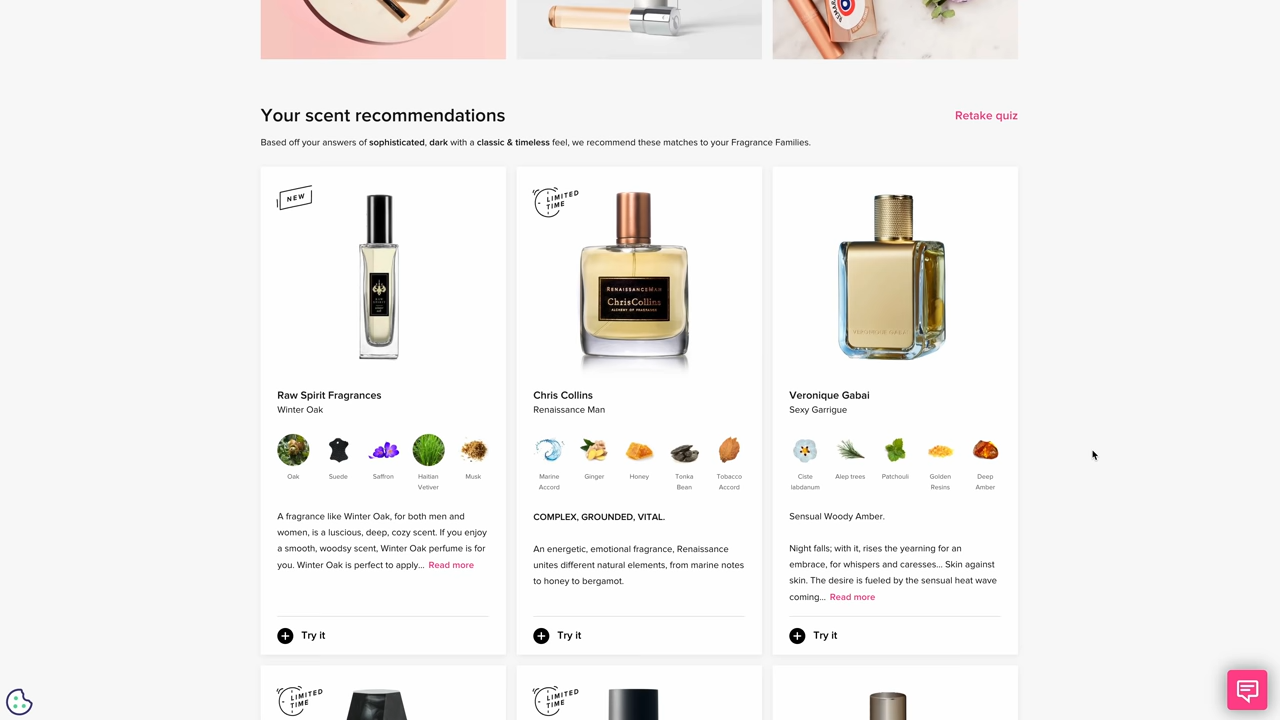 Your scent recommendations
Retake quiz
Based off your answers of sophisticated, dark with a classic & timeless feel, we recommend these matches to your Fragrance Families.
NEW
Raw Spirit Fragrances
Winter Oak
Oak
Suede
Saffron
Haitian
Vetiver
Musk
A fragrance like Winter Oak, for both men and
women, is a luscious, deep, cozy scent. If you enjoy
a smooth, woodsy scent, Winter Oak perfume is for
you. Winter Oak is perfect to apply... Read more
Try it
LIMITED
TIME
RENAISSANCE MAN
ChrisCollins
ALCHEMY OF FRAGRANCE
Chris Collins
Renaissance Man
Marine
Accord
Ginger
Honey
Tonka
Bean
Tobacco
Accord
COMPLEX, GROUNDED, VITAL.
An energetic, emotional fragrance, Renaissance
unites different natural elements, from marine notes
to honey to bergamot.
Try it
Veronique Gabai
Sexy Garrigue
Ciste
labdanum
Alep trees
Patchouli
Golden
Resins
Deep
Amber
Sensual Woody Amber.
Night falls; with it, rises the yearning for an
embrace, for whispers and caresses... Skin against
skin. The desire is fueled by the sensual heat wave
coming... Read more
Try it
LIMITED
TIME
LIMITED
TIME